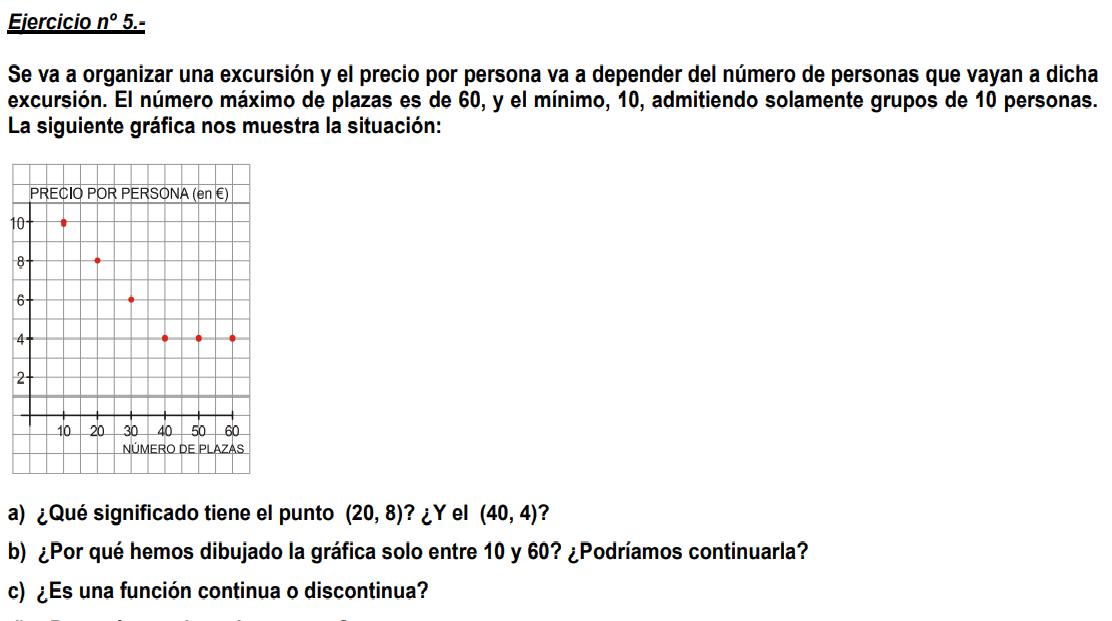 Ejercicio nº 5.-
Se va a organizar una excursión y el precio por persona va a depender del número de personas que vayan a dicha
excursión. El número máximo de plazas es de 60, y el mínimo, 10, admitiendo solamente grupos de 10 personas.
La siguiente gráfica nos muestra la situación:
PRECIO POR PERSONA (en €)
10
8
6
4
2
10 20 30 40 50 60
NÚMERO DE PLAZAS
a) ¿Qué significado tiene el punto (20, 8)? ¿Y el (40, 4)?
b) ¿Por qué hemos dibujado la gráfica solo entre 10 y 60? ¿Podríamos continuarla?
c) ¿Es una función continua o discontinua?